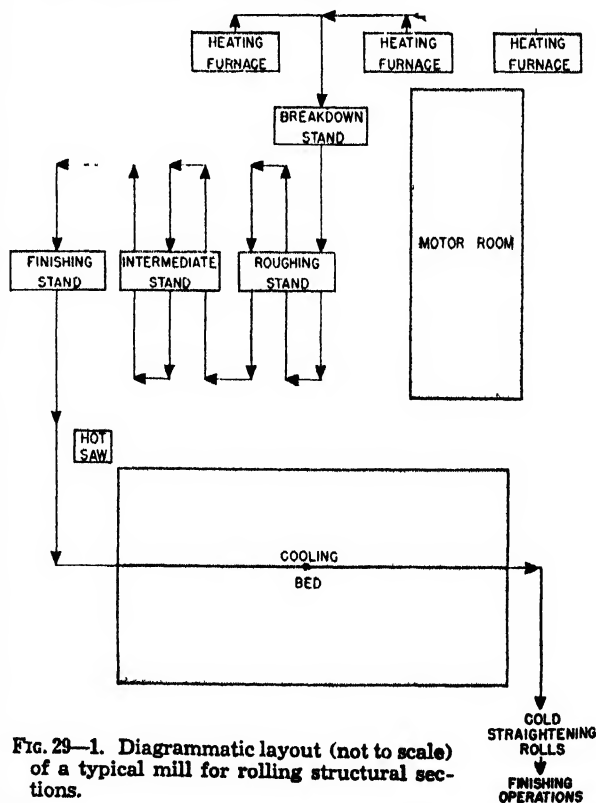 HEATING
FURNACE
HEATING
FURNACE
HEATING
FURNACE
BREAKDOWN
STAND
MOTOR ROOM
FINISHING
STAND
INTERMEDIATE
STAND
ROUGHING
STAND
HOT
SAW
COOLING
BED
COLD
STRAIGHTENING
ROLLS
FINISHING
OPERATIONS
FIG. 29—1. Diagrammatic layout (not to scale)
of a typical mill for rolling structural sec-
tions.